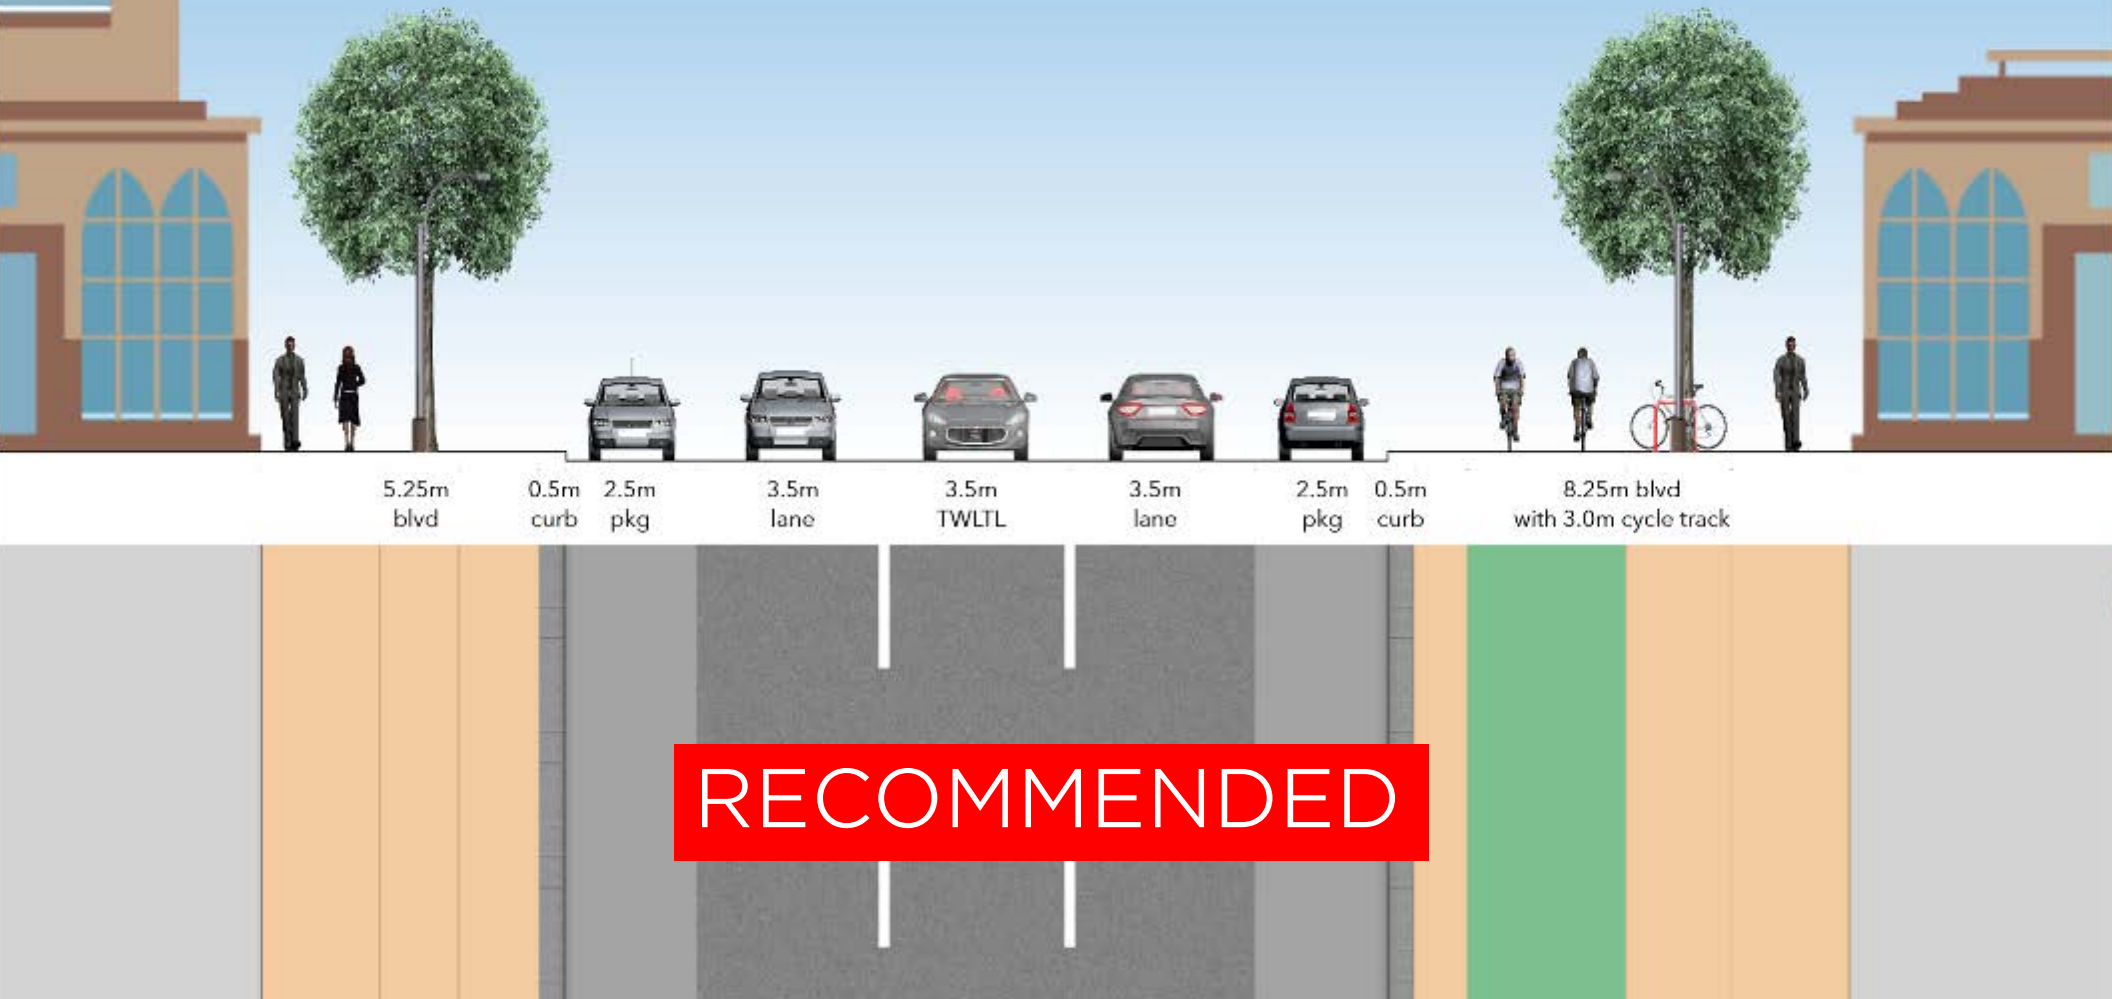 5.25m
blvd
0.5m
curb
2.5m
pkg
3.5m
lane
3.5m
TWLTL
3.5m
lane
2.5m
pkg
0.5m
curb
8.25m blvd
with 3.0m cycle track
RECOMMENDED